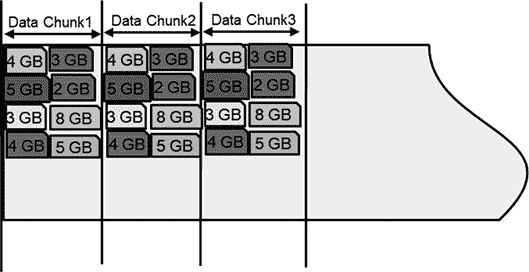 Data Chunk1 Data Chunk2 Data Chunk3
4 GB 3 GB 4 GB 3 GB 4 GB 3 GB
5 GB 2 GB 5 GB 2 GB 5 GB 2 GB
3 GB 8 GB 3 GB 8 GB 3 GB 8 GB
4 GB 5 GB 4 GB 5 GB 4 GB 5 GB